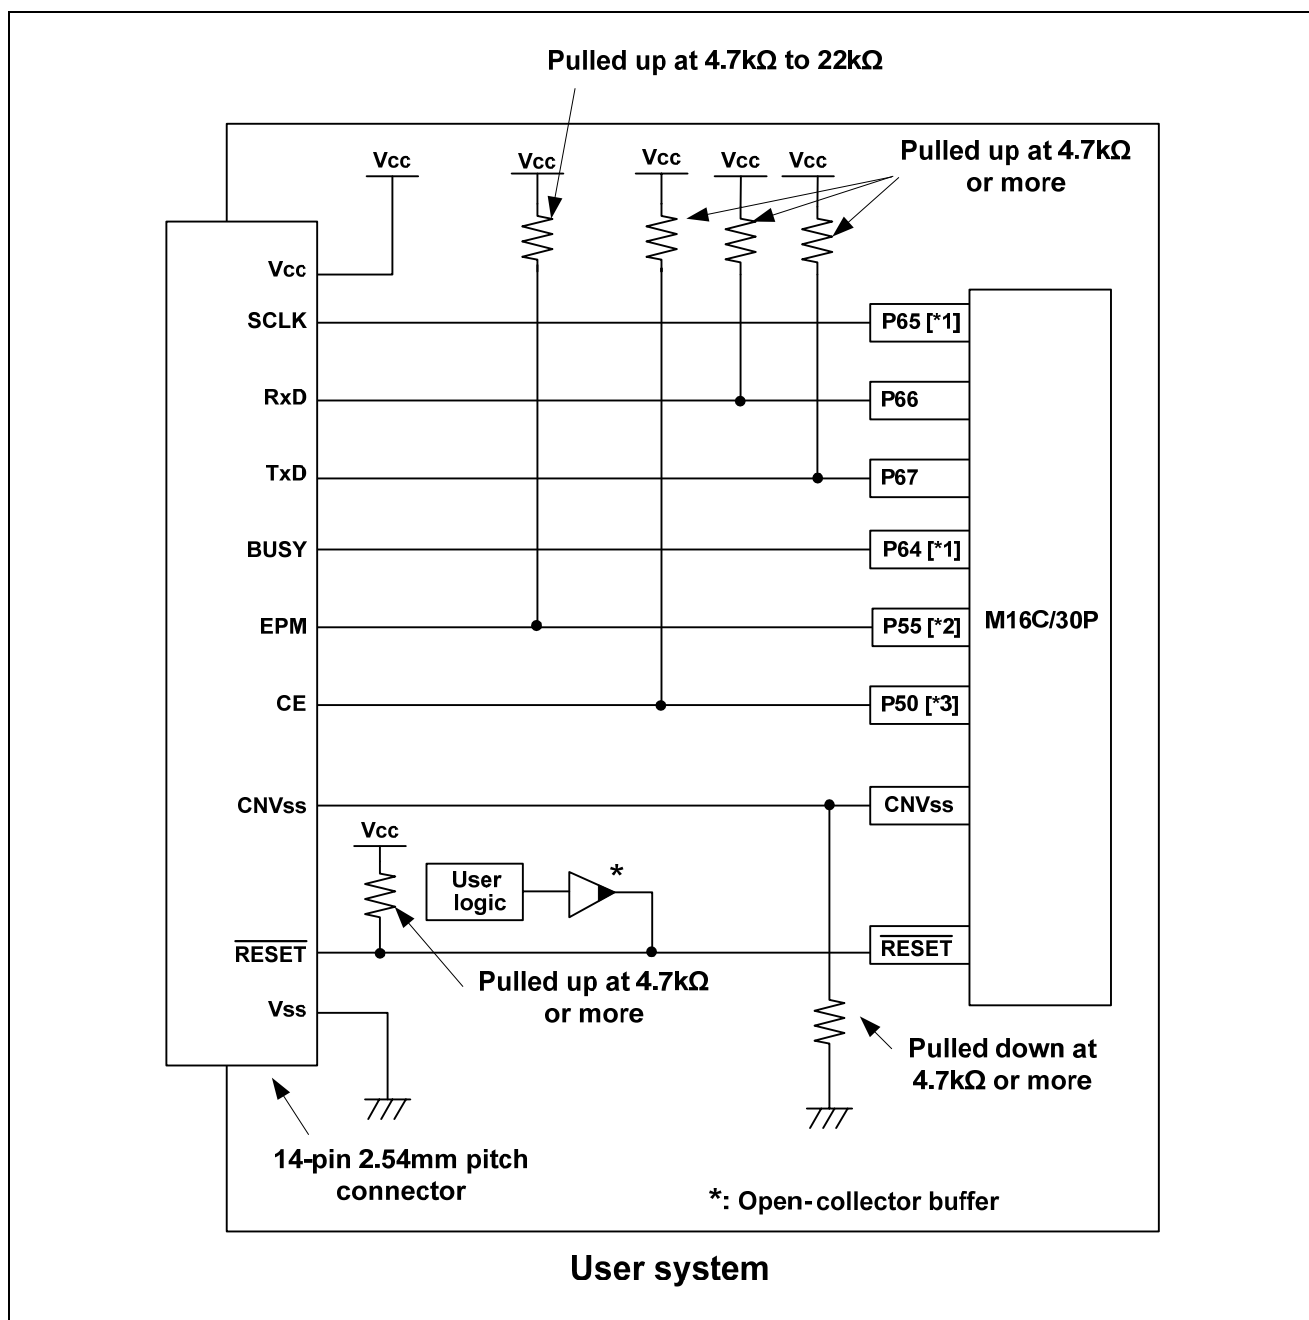 Pulled up at 4.7kΩ to 22kΩ
Vcc
Vcc
Vcc
Vcc
Vcc
Pulled up at 4.7kΩ
or more
Vcc
SCLK
P65 [*1]
RxD
P66
TxD
P67
BUSY
P64 [*1]
EPM
P55 [*2]
M16C/30P
CE
P50 [*3]
CNVss
CNVss
Vcc
User
logic
*
RESET
RESET
Pulled up at 4.7kΩ
or more
Vss
Pulled down at
4.7kΩ or more
14-pin 2.54mm pitch
connector
*: Open-collector buffer
User system